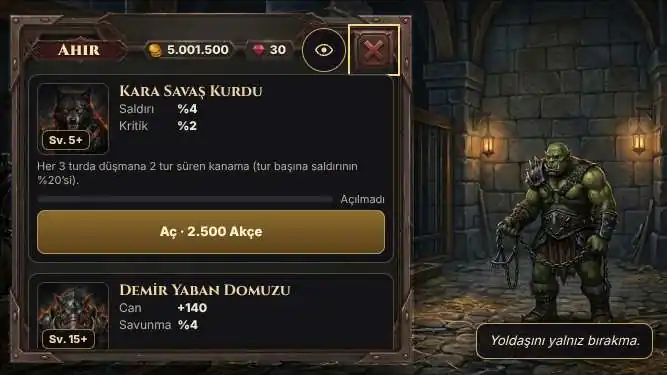 AHIR
5.001.500
30
KARA SAVAŞ KURDU
Saldırı %4
Kritik %2
Sv. 5+
Her 3 turda düşmana 2 tur süren kanama (tur başına saldırının
%20'si).
Açılmadı
Aç · 2.500 Akçe
DEMİR YABAN DOMUZU
Can +140
Savunma %4
Sv. 15+
Yoldaşını yalnız bırakma.